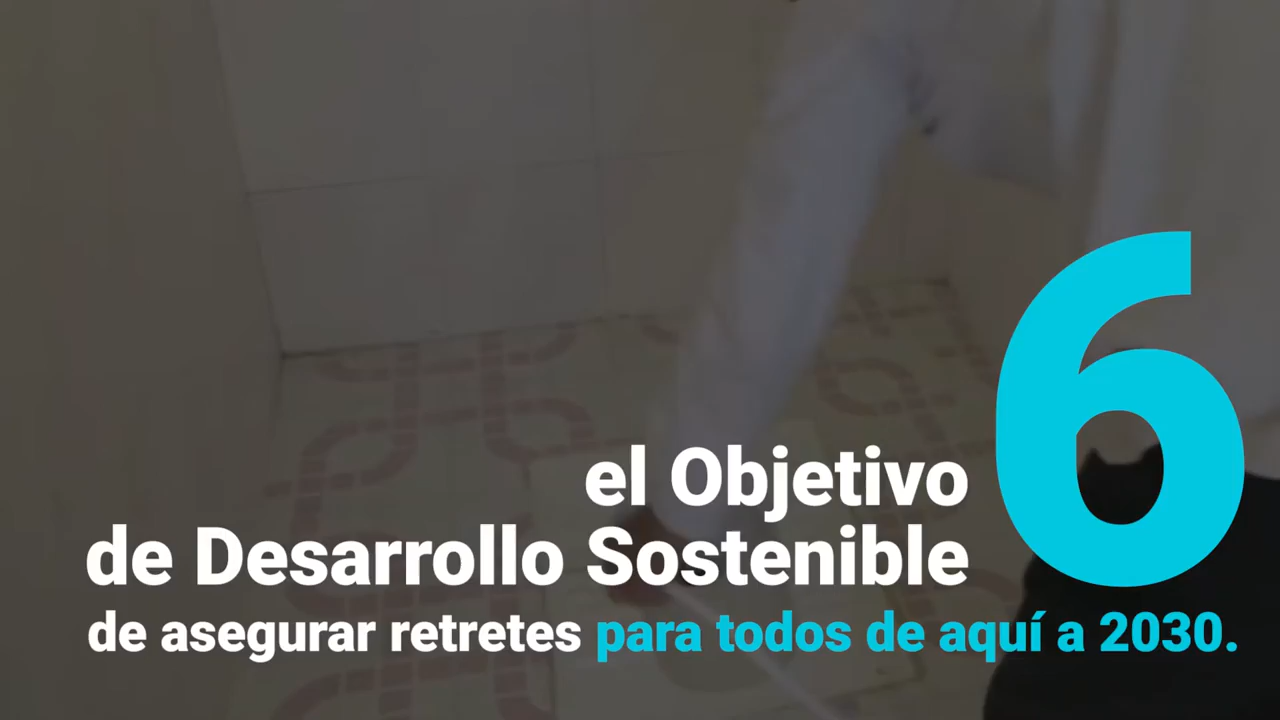 el Objetivo 6
de Desarrollo Sostenible
de asegurar retretes para todos de aquí a 2030.